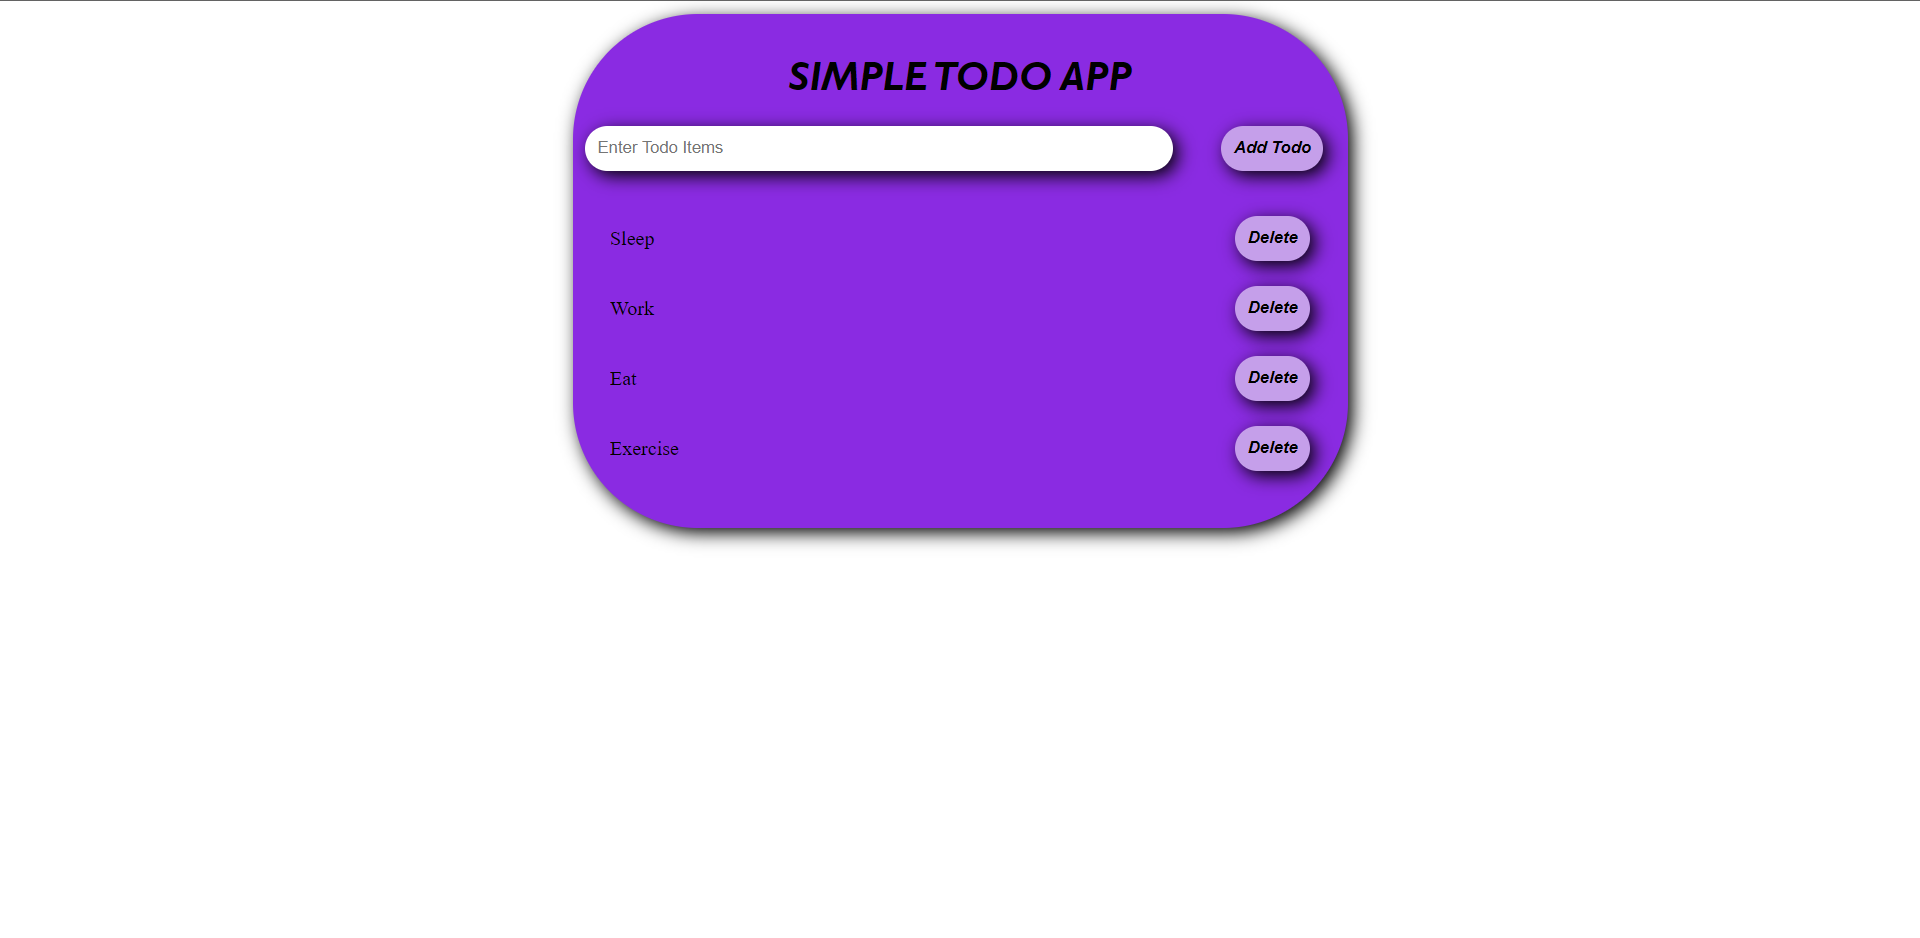 SIMPLE TODO APP
Enter Todo Items
Add Todo
Sleep
Delete
Work
Delete
Eat
Delete
Exercise
Delete